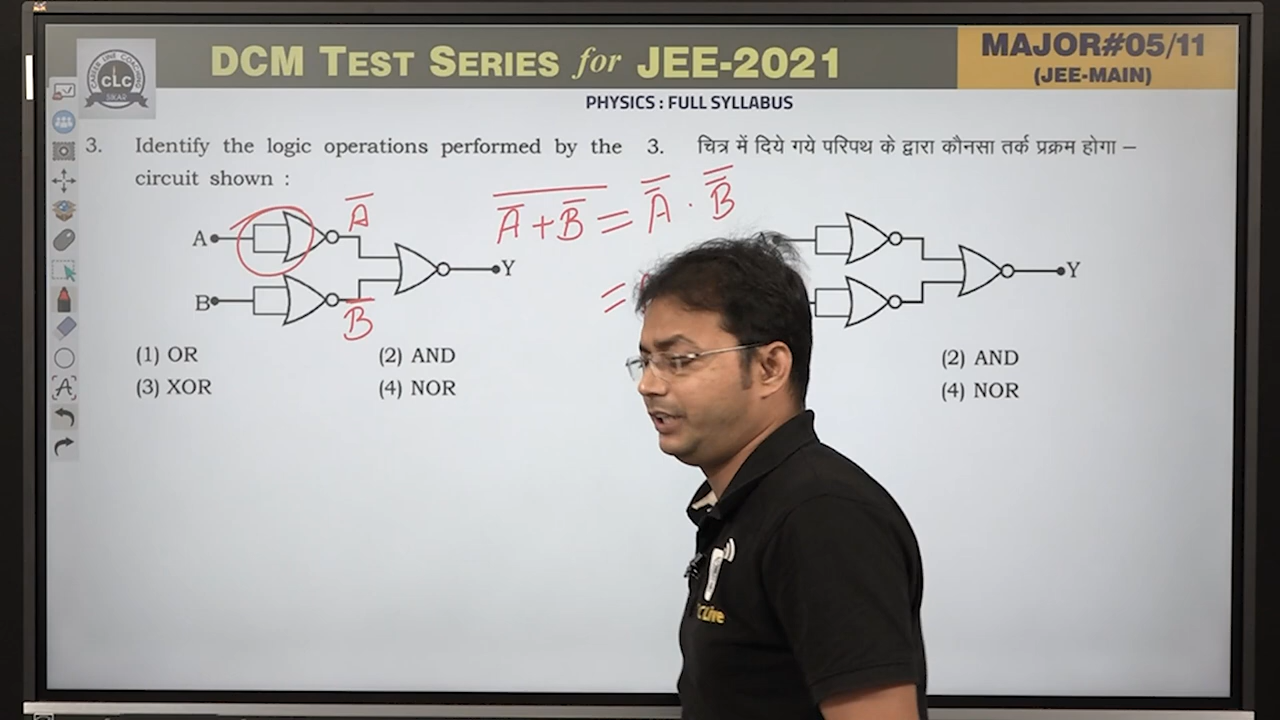 DCM TEST SERIES for JEE-2021
MAJOR#05/11
(JEE-MAIN)
CLC
SIKAR
PHYSICS : FULL SYLLABUS
3. Identify the logic operations performed by the circuit shown :
3. चित्र में दिये गये परिपथ के द्वारा कौनसा तर्क प्रक्रम होगा –
A̅
A̅ + B̅ = A̿ . B̿
=
A
B
Y
B̅
Y
(1) OR
(2) AND
(3) XOR
(4) NOR
(2) AND
(4) NOR
A
Live